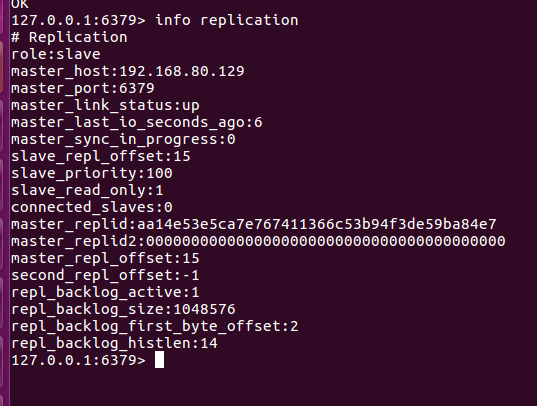 OK
127.0.0.1:6379> info replication
# Replication
role:slave
master_host:192.168.80.129
master_port:6379
master_link_status:up
master_last_io_seconds_ago:6
master_sync_in_progress:0
slave_repl_offset:15
slave_priority:100
slave_read_only:1
connected_slaves:0
master_replid:aa14e53e5ca7e767411366c53b94f3de59ba84e7
master_replid2:0000000000000000000000000000000000000000
master_repl_offset:15
second_repl_offset:-1
repl_backlog_active:1
repl_backlog_size:1048576
repl_backlog_first_byte_offset:2
repl_backlog_histlen:14
127.0.0.1:6379>